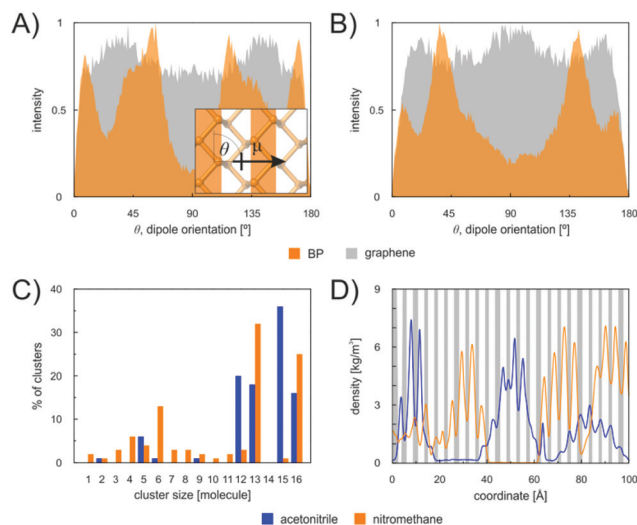 A)
B)
1
0.5
0
intensity
θ
μ
0 45 90 135 180
θ, dipole orientation [º]
1
0.5
0
intensity
0 45 90 135 180
θ, dipole orientation [º]
BP graphene
C)
D)
40
30
20
10
0
% of clusters
1 2 3 4 5 6 7 8 9 10 11 12 13 14 15 16
cluster size [molecule]
9
6
3
0
density [kg/m³]
0 20 40 60 80 100
coordinate [Å]
acetonitrile nitromethane